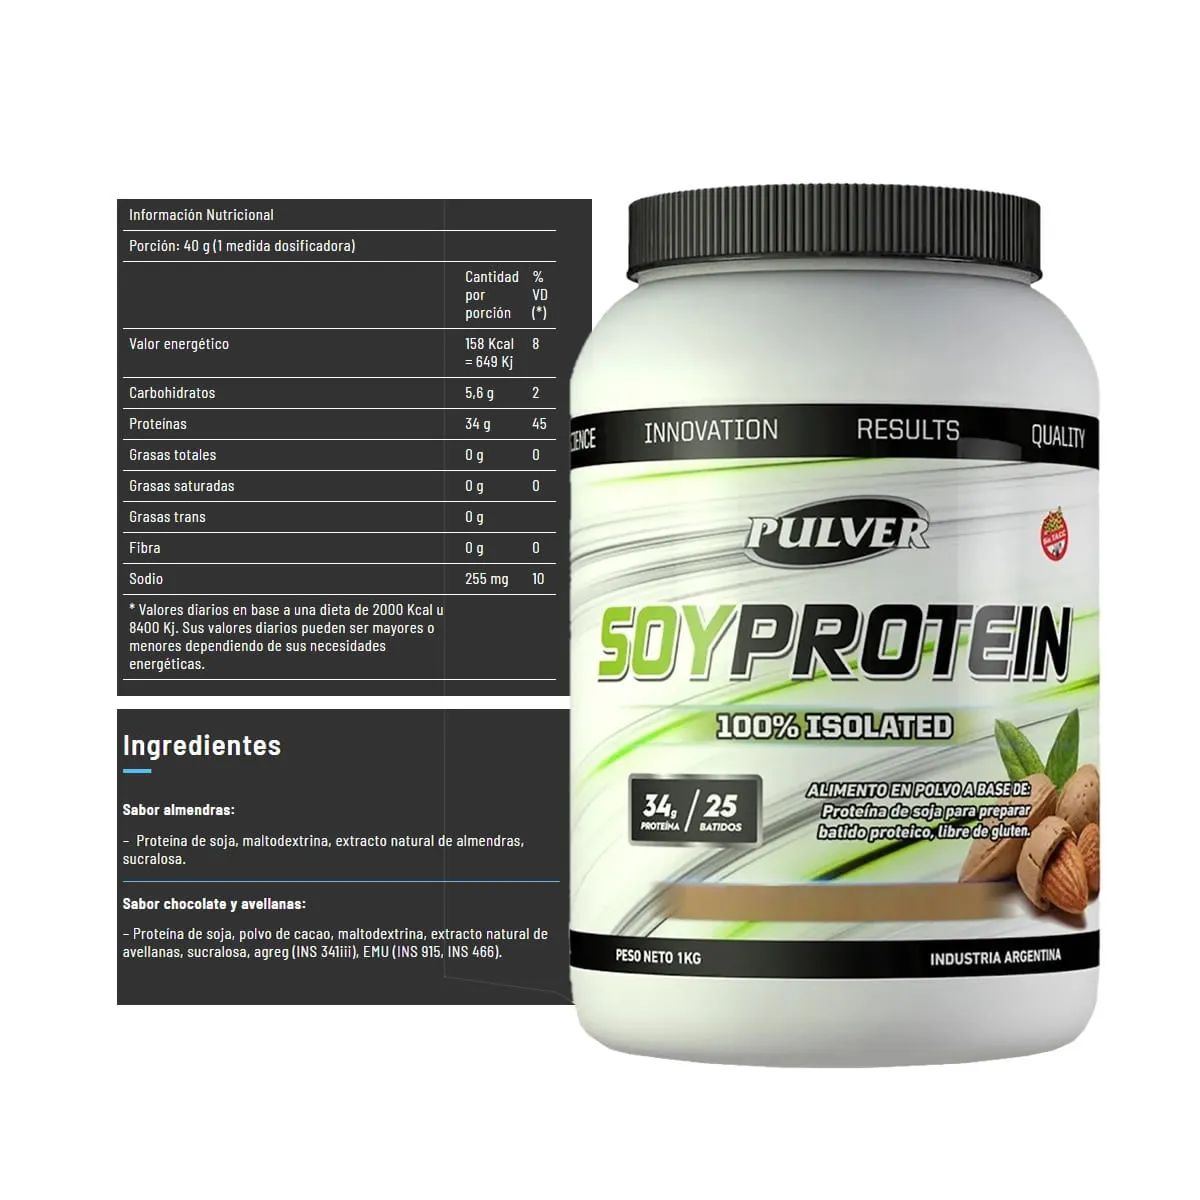 Información Nutricional
Porción: 40 g (1 medida dosificadora)
Cantidad por porción % VD (*)
Valor energético 158 Kcal = 649 Kj 8
Carbohidratos 5,6 g 2
Proteínas 34 g 45
Grasas totales 0 g 0
Grasas saturadas 0 g 0
Grasas trans 0 g
Fibra 0 g 0
Sodio 255 mg 10
* Valores diarios en base a una dieta de 2000 Kcal u
8400 Kj. Sus valores diarios pueden ser mayores o
menores dependiendo de sus necesidades
energéticas.
Ingredientes
Sabor almendras:
– Proteína de soja, maltodextrina, extracto natural de almendras,
sucralosa.
Sabor chocolate y avellanas:
– Proteína de soja, polvo de cacao, maltodextrina, extracto natural de
avellanas, sucralosa, agreg (INS 341iii), EMU (INS 915, INS 466).
INNOVATION RESULTS QUALITY
PULVER
Sin TACC
SOYPROTEIN
100% ISOLATED
34g PROTEÍNA / 25 BATIDOS
ALIMENTO EN POLVO A BASE DE:
Proteína de soja para preparar
batido proteico, libre de gluten.
PESO NETO 1KG
INDUSTRIA ARGENTINA